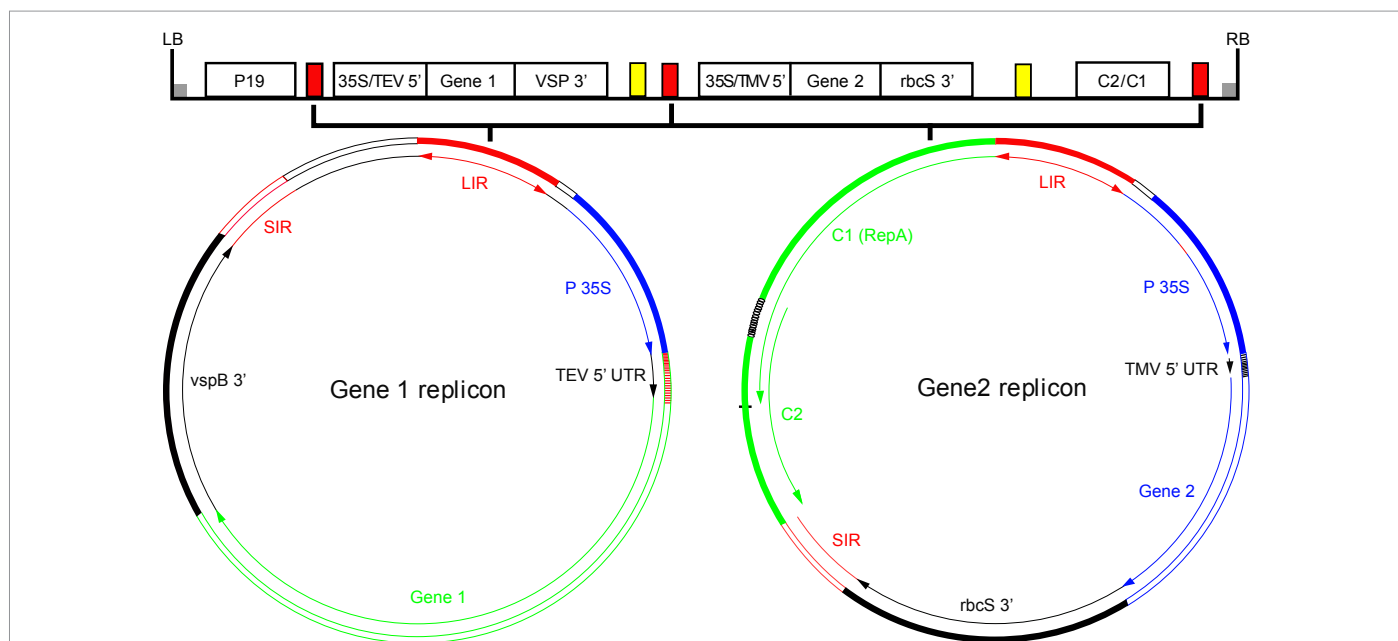 LB
RB
P19
35S/TEV 5’
Gene 1
VSP 3’
35S/TMV 5’
Gene 2
rbcS 3’
C2/C1
LIR
SIR
P 35S
TEV 5’ UTR
vspB 3’
Gene 1 replicon
Gene 1
LIR
C1 (RepA)
P 35S
TMV 5’ UTR
Gene2 replicon
C2
Gene 2
SIR
rbcS 3’